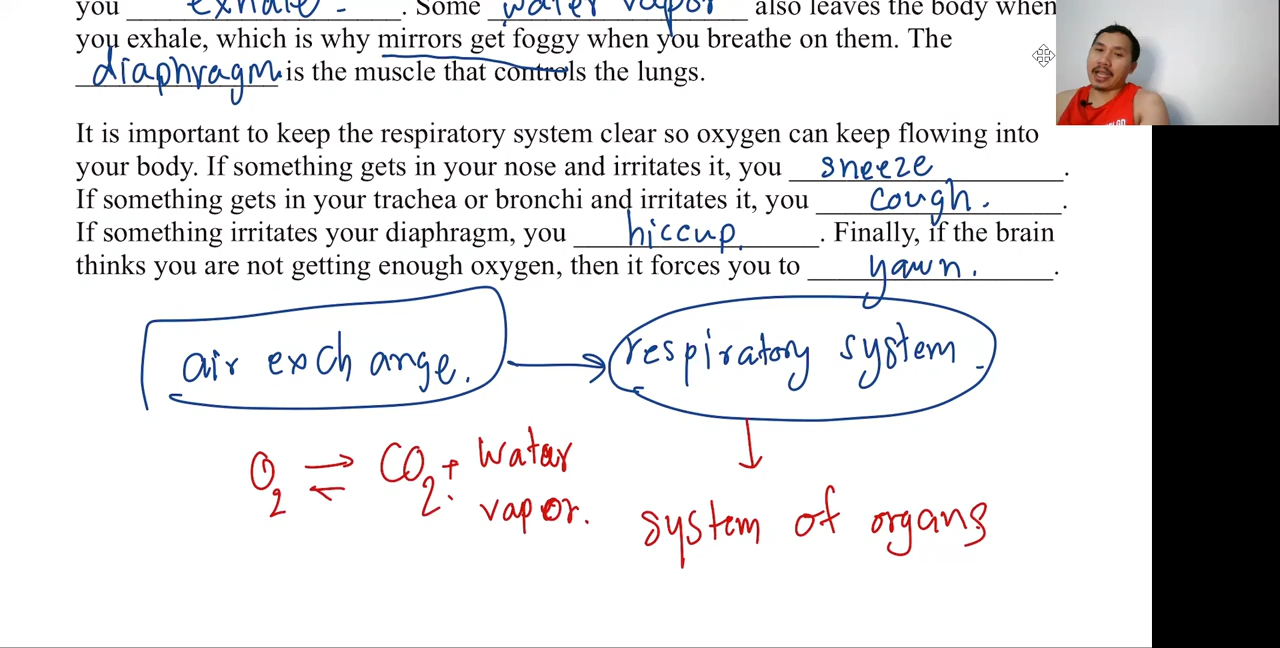 you exhale. . Some water vapor also leaves the body when
you exhale, which is why mirrors get foggy when you breathe on them. The
diaphragm. is the muscle that controls the lungs.
It is important to keep the respiratory system clear so oxygen can keep flowing into
your body. If something gets in your nose and irritates it, you sneeze .
If something gets in your trachea or bronchi and irritates it, you cough. .
If something irritates your diaphragm, you hiccup. . Finally, if the brain
thinks you are not getting enough oxygen, then it forces you to yawn. .
air exchange. → respiratory system.
O2 ⇌ CO2 + water
vapor. system of organs